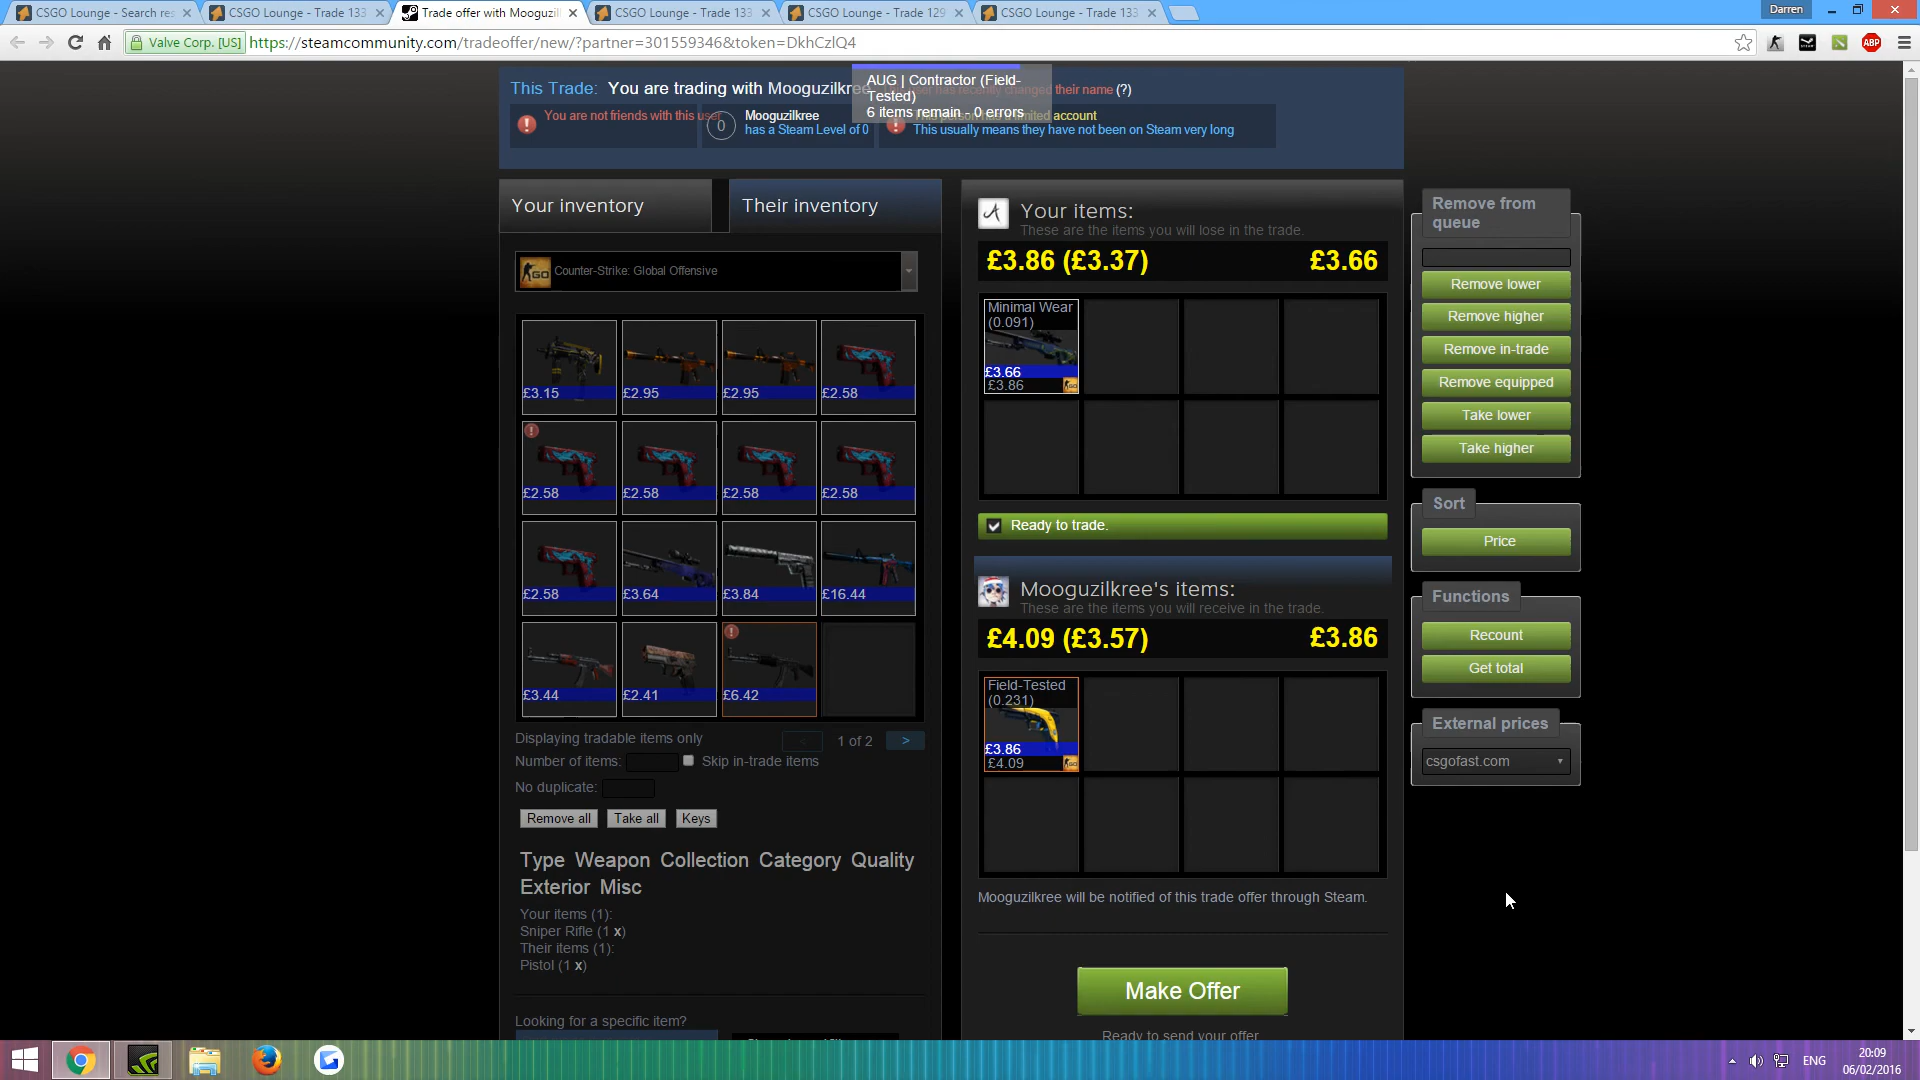 CSGO Lounge - Search res
CSGO Lounge - Trade 133
Trade offer with Mooguzil
CSGO Lounge - Trade 133
CSGO Lounge - Trade 129
CSGO Lounge - Trade 133
Darren
Valve Corp. [US]
https://steamcommunity.com/tradeoffer/new/?partner=301559346&token=DkhCzlQ4
ABP
This Trade: You are trading with Mooguzilkree
AUG | Contractor (Field-
Tested)
6 items remain - 0 errors
has recently changed their name (?)
You are not friends with this user
0
Mooguzilkree
has a Steam Level of 0
account
This usually means they have not been on Steam very long
Your inventory
Their inventory
Counter-Strike: Global Offensive
£3.15
£2.95
£2.95
£2.58
£2.58
£2.58
£2.58
£2.58
£2.58
£3.64
£3.84
£16.44
£3.44
£2.41
£6.42
Displaying tradable items only
<
1 of 2
>
Number of items:
Skip in-trade items
No duplicate:
Remove all
Take all
Keys
Type Weapon Collection Category Quality
Exterior Misc
Your items (1):
Sniper Rifle (1 x)
Their items (1):
Pistol (1 x)
Looking for a specific item?
Your items:
These are the items you will lose in the trade.
£3.86 (£3.37)
£3.66
Minimal Wear
(0.091)
£3.66
£3.86
Ready to trade.
Mooguzilkree's items:
These are the items you will receive in the trade.
£4.09 (£3.57)
£3.86
Field-Tested
(0.231)
£3.86
£4.09
Mooguzilkree will be notified of this trade offer through Steam.
Make Offer
Ready to send your offer
Remove from
queue
Remove lower
Remove higher
Remove in-trade
Remove equipped
Take lower
Take higher
Sort
Price
Functions
Recount
Get total
External prices
csgofast.com
ENG
20:09
06/02/2016